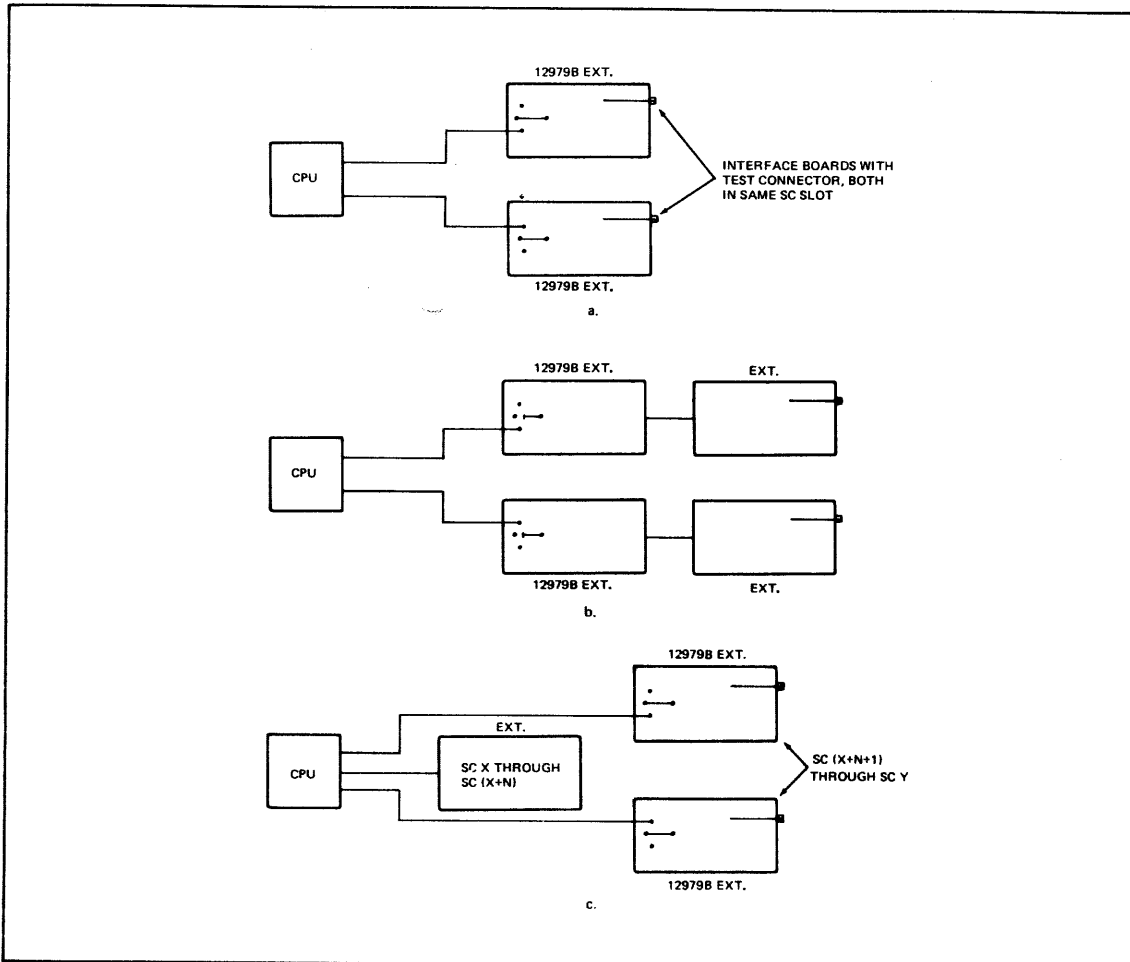 12979B EXT.
CPU
INTERFACE BOARDS WITH
TEST CONNECTOR, BOTH
IN SAME SC SLOT
12979B EXT.
a.
12979B EXT.
EXT.
CPU
12979B EXT.
EXT.
b.
12979B EXT.
EXT.
CPU
SC X THROUGH
SC (X+N)
SC (X+N+1)
THROUGH SC Y
12979B EXT.
c.